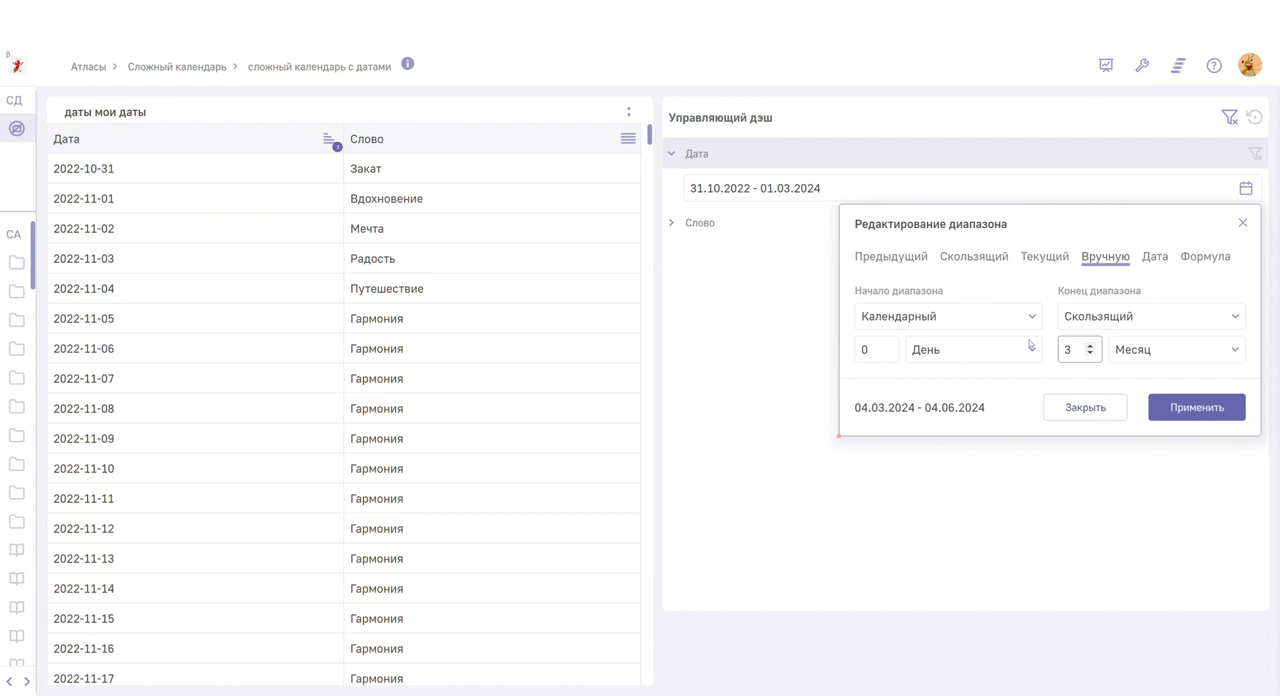 β
Атласы > Сложный календарь > сложный календарь с датами i
СД
СА
даты мои даты
Дата Слово
2022-10-31 Закат
2022-11-01 Вдохновение
2022-11-02 Мечта
2022-11-03 Радость
2022-11-04 Путешествие
2022-11-05 Гармония
2022-11-06 Гармония
2022-11-07 Гармония
2022-11-08 Гармония
2022-11-09 Гармония
2022-11-10 Гармония
2022-11-11 Гармония
2022-11-12 Гармония
2022-11-13 Гармония
2022-11-14 Гармония
2022-11-15 Гармония
2022-11-16 Гармония
2022-11-17 Гармония
Управляющий дэш
Дата
31.10.2022 - 01.03.2024
Слово
Редактирование диапазона
Предыдущий Скользящий Текущий Вручную Дата Формула
Начало диапазона Конец диапазона
Календарный Скользящий
0 День 3 Месяц
04.03.2024 - 04.06.2024 Закрыть Применить